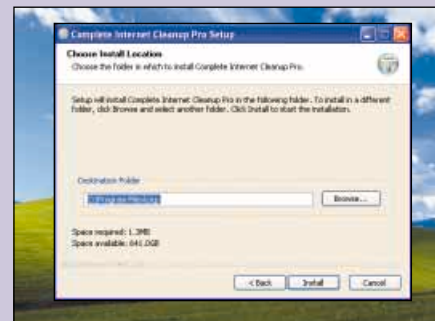 Complete Internet Cleanup Pro Setup
Choose Install Location
Choose the folder in which to install Complete Internet Cleanup Pro.
Setup will install Complete Internet Cleanup Pro in the following folder. To install in a different
folder, click Browse and select another folder. Click Install to start the installation.
Destination Folder
Browse...
Space required: 1.3MB
Space available: 641.0GB
< Back
Install
Cancel